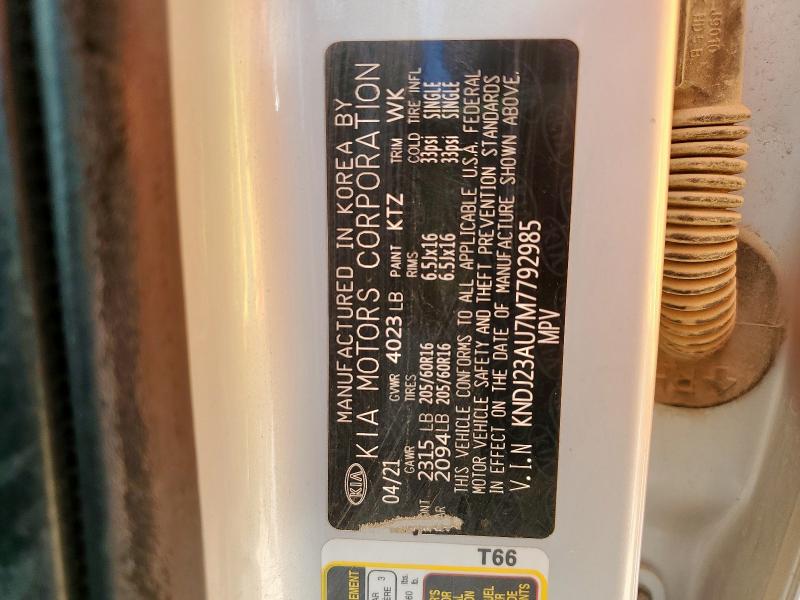 MANUFACTURED IN KOREA BY
KIA KIA MOTORS CORPORATION
04/21 GVWR 4023 LB PAINT KTZ TRIM WK
GAWR TIRES RIMS COLD TIRE INFL
2315 LB 205/60R16 6.5Jx16 33psi SINGLE
2094LB 205/60R16 6.5Jx16 33psi SINGLE
THIS VEHICLE CONFORMS TO ALL APPLICABLE U.S.A. FEDERAL
MOTOR VEHICLE SAFETY AND THEFT PREVENTION STANDARDS
IN EFFECT ON THE DATE OF MANUFACTURE SHOWN ABOVE.
V.I.N KNDJ23AU7M7792985
MPV
T66